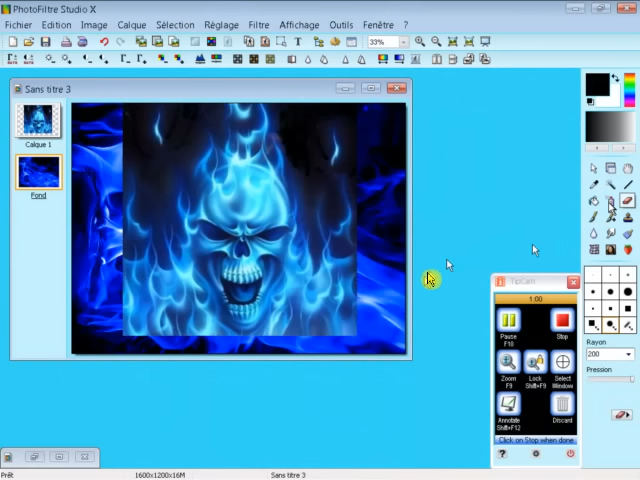 PhotoFiltre Studio X
Fichier Edition Image Calque Sélection Réglage Filtre Affichage Outils Fenêtre ?
33%
Sans titre 3
Calque 1
Fond
TipCam
1:00
Pause Stop
F10
Zoom Lock Select
F9 Shift+F9 Window
Annotate Discard
Shift+F12
Click on Stop when done
Rayon
200
Pression
Prêt 1600x1200x16M Sans titre 3